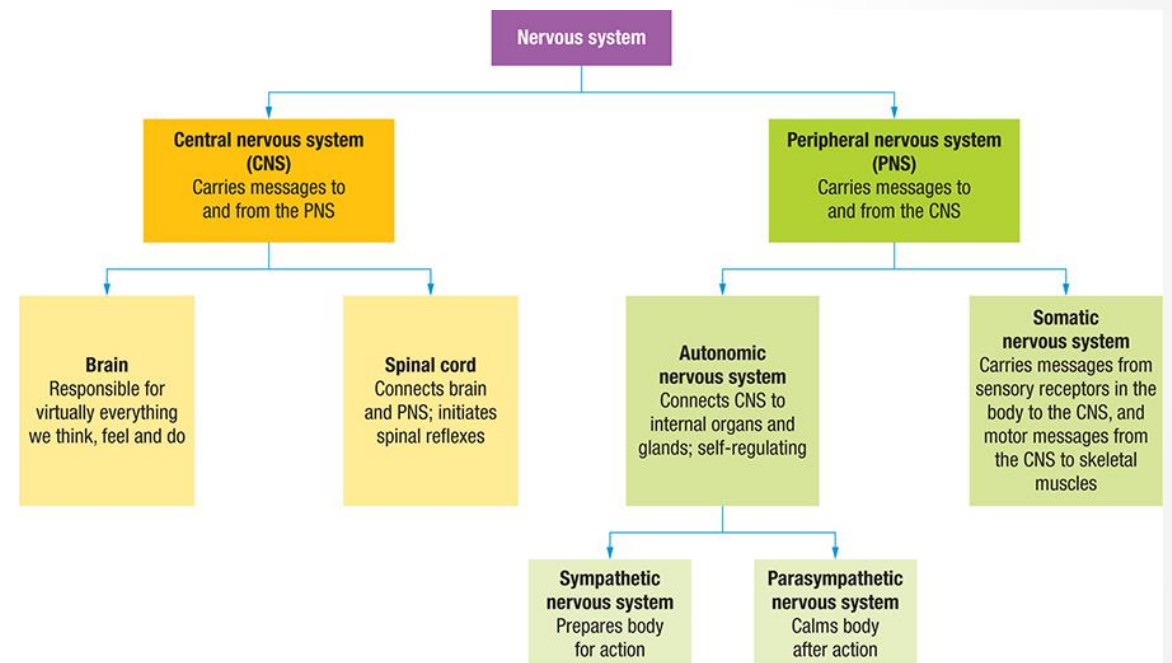 Nervous system
Central nervous system
(CNS)
Carries messages to
and from the PNS
Peripheral nervous system
(PNS)
Carries messages to
and from the CNS
Brain
Responsible for
virtually everything
we think, feel and do
Spinal cord
Connects brain
and PNS; initiates
spinal reflexes
Autonomic
nervous system
Connects CNS to
internal organs and
glands; self-regulating
Somatic
nervous system
Carries messages from
sensory receptors in the
body to the CNS, and
motor messages from
the CNS to skeletal
muscles
Sympathetic
nervous system
Prepares body
for action
Parasympathetic
nervous system
Calms body
after action